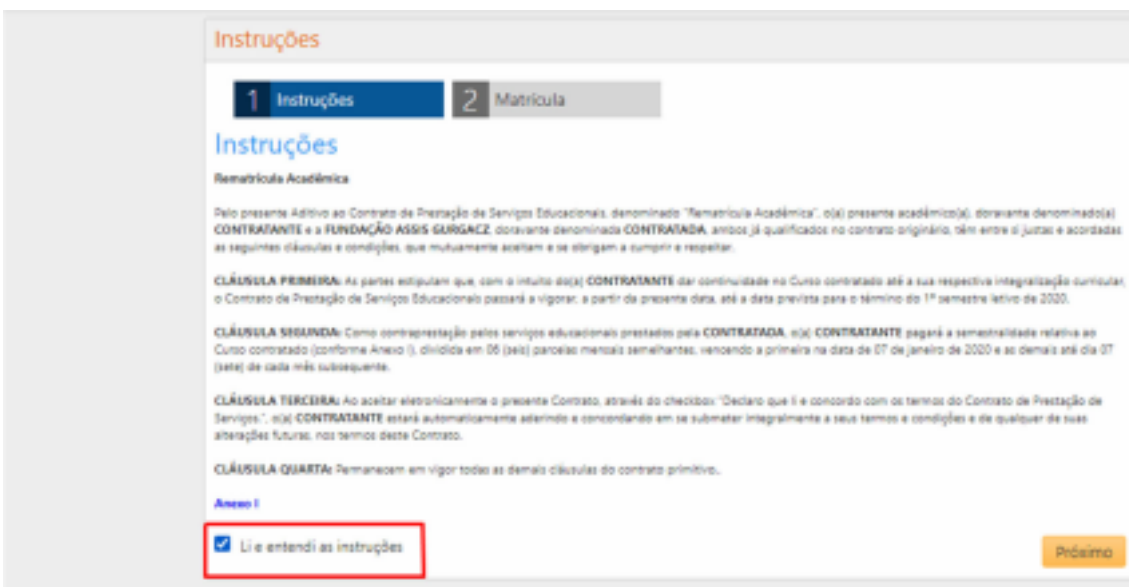 Instruções
1 Instruções
2 Matrícula
Instruções
Rematrícula Acadêmica
Pelo presente Aditivo ao Contrato de Prestação de Serviços Educacionais, denominado "Rematrícula Acadêmica", o(a) presente acadêmico(a), doravante denominado(a)
CONTRATANTE e a FUNDAÇÃO ASSIS GURGACZ, doravante denominada CONTRATADA, ambos já qualificados no contrato originário, têm entre si justas e acordadas
as seguintes cláusulas e condições, que mutuamente aceitam e se obrigam a cumprir e respeitar.
CLÁUSULA PRIMEIRA: As partes estipulam que, com o intuito do(a) CONTRATANTE dar continuidade no Curso contratado até a sua respectiva integralização curricular,
o Contrato de Prestação de Serviços Educacionais passará a vigorar, a partir da presente data, até a data prevista para o término do 1º semestre letivo de 2020.
CLÁUSULA SEGUNDA: Como contraprestação pelos serviços educacionais prestados pela CONTRATADA, o(a) CONTRATANTE pagará a semestralidade relativa ao
Curso contratado (conforme Anexo I), dividida em 06 (seis) parcelas mensais semelhantes, vencendo a primeira na data de 07 de janeiro de 2020 e as demais até dia 07
(sete) de cada mês subsequente.
CLÁUSULA TERCEIRA: Ao aceitar eletronicamente o presente Contrato, através do checkbox "Declaro que li e concordo com os termos do Contrato de Prestação de
Serviços.", o(a) CONTRATANTE estará automaticamente aderindo e concordando em se submeter integralmente a seus termos e condições e de qualquer de suas
alterações futuras, nos termos deste Contrato.
CLÁUSULA QUARTA: Permanecem em vigor todas as demais cláusulas do contrato primitivo..
Anexo I
Li e entendi as instruções
Próximo